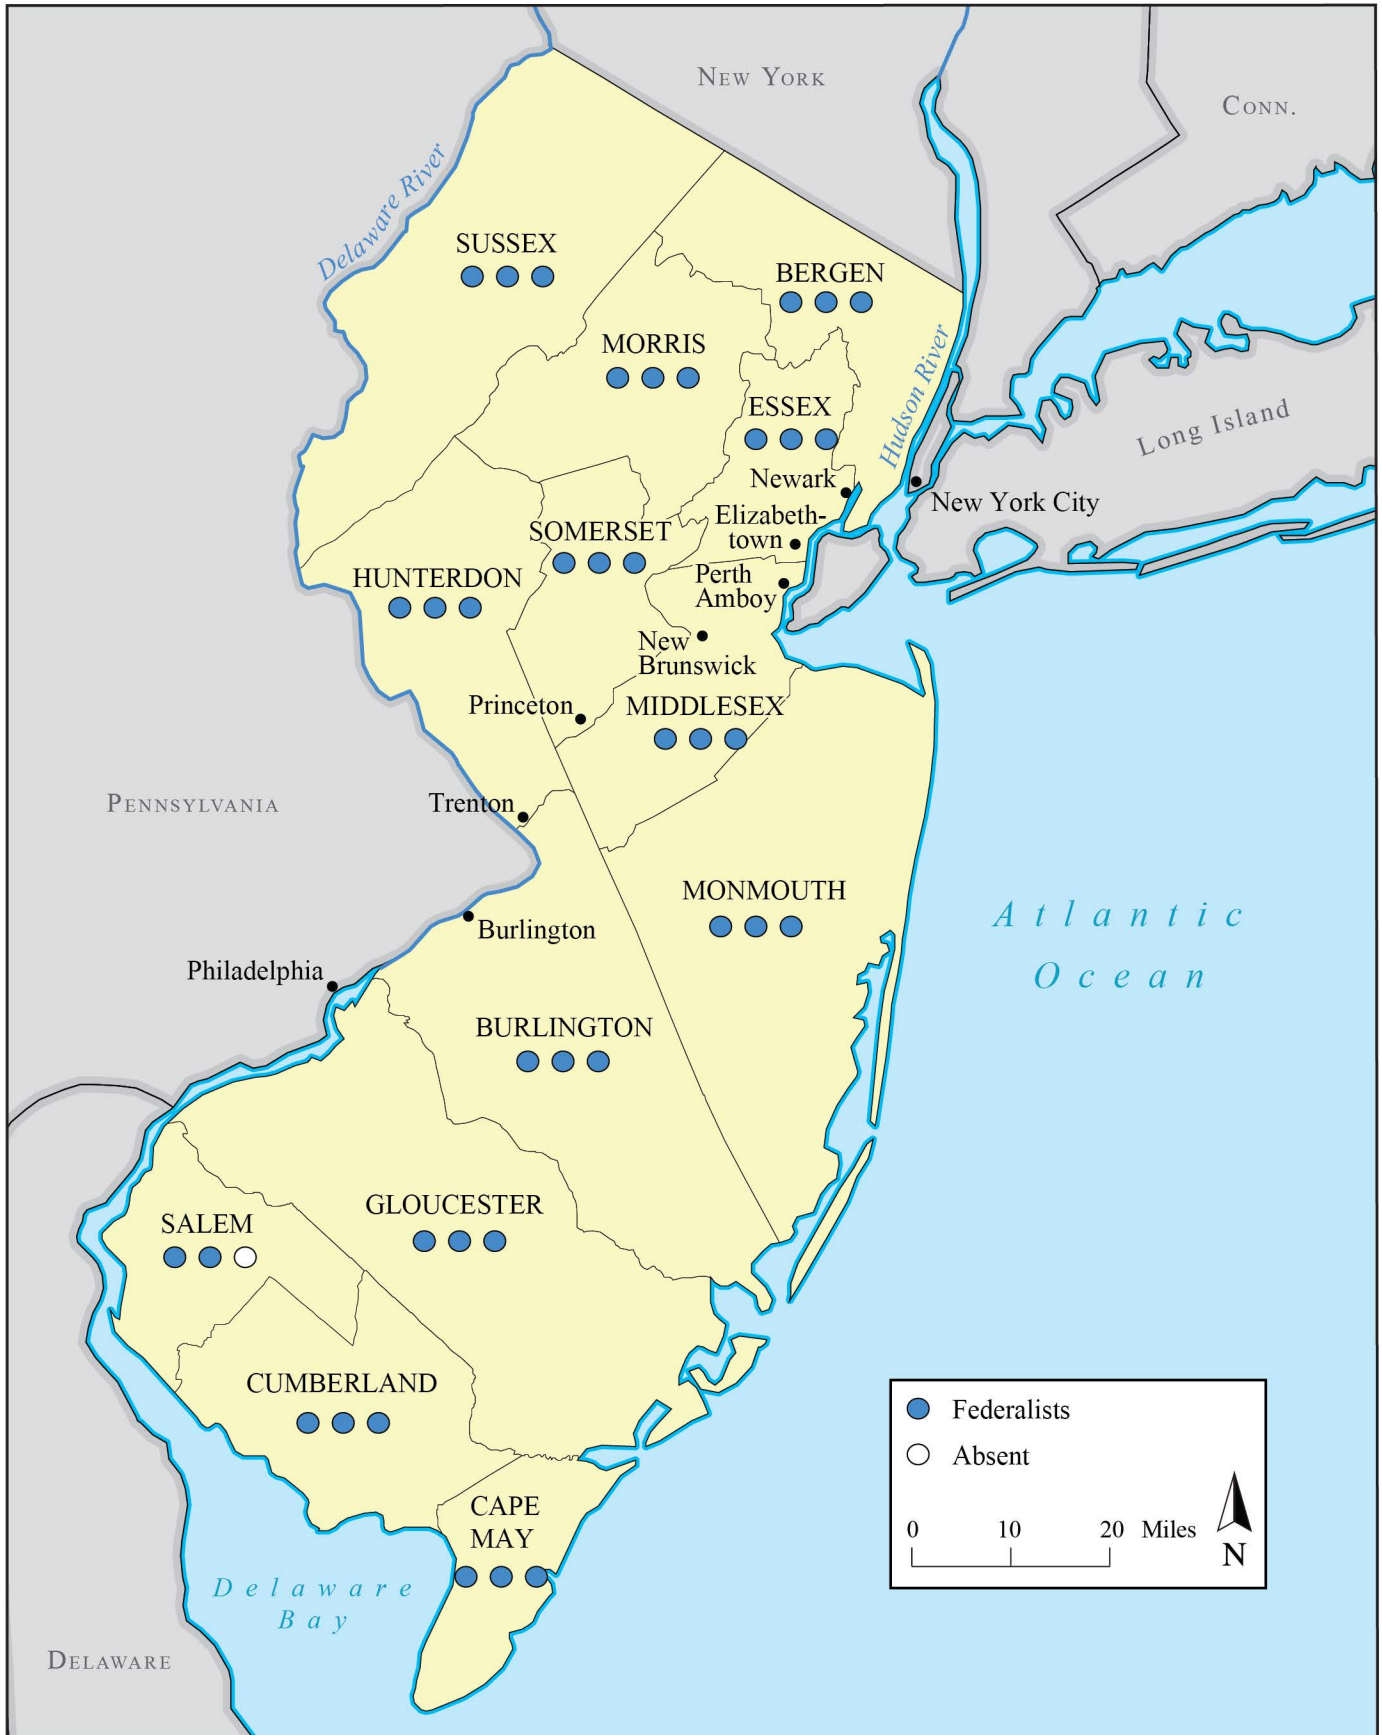 NEW YORK
CONN.
Delaware River
SUSSEX
BERGEN
MORRIS
Hudson River
ESSEX
Long Island
Newark
New York City
Elizabeth-
town
SOMERSET
HUNTERDON
Perth
Amboy
New
Brunswick
Princeton
MIDDLESEX
PENNSYLVANIA
Trenton
MONMOUTH
Atlantic
Ocean
Burlington
Philadelphia
BURLINGTON
GLOUCESTER
SALEM
CUMBERLAND
CAPE
MAY
Delaware
Bay
DELAWARE
Federalists
Absent
0 10 20 Miles
N